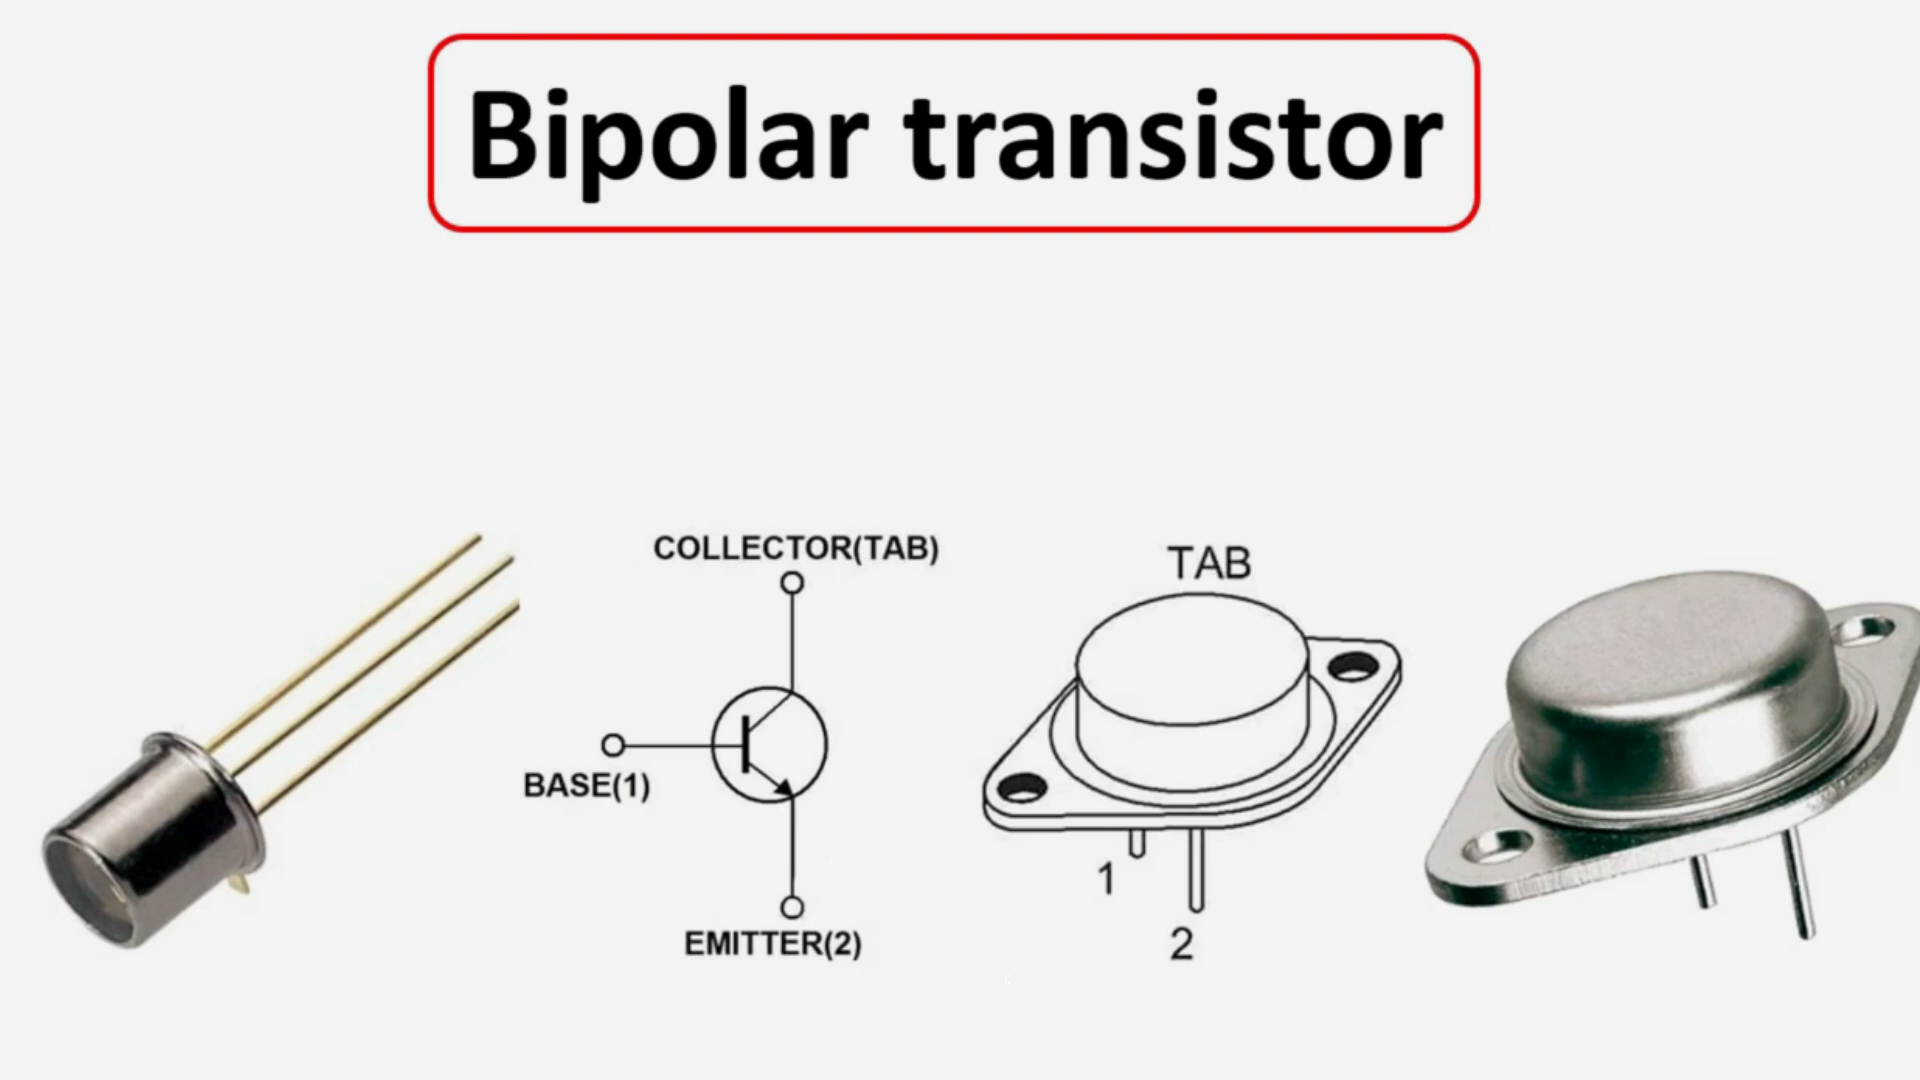 Bipolar transistor
COLLECTOR(TAB)
BASE(1)
EMITTER(2)
TAB
1
2